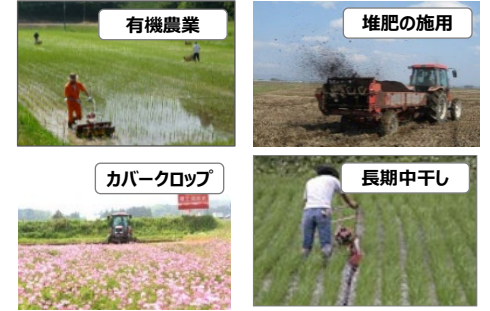 有機農業
堆肥の施用
カバークロップ
長期中干し